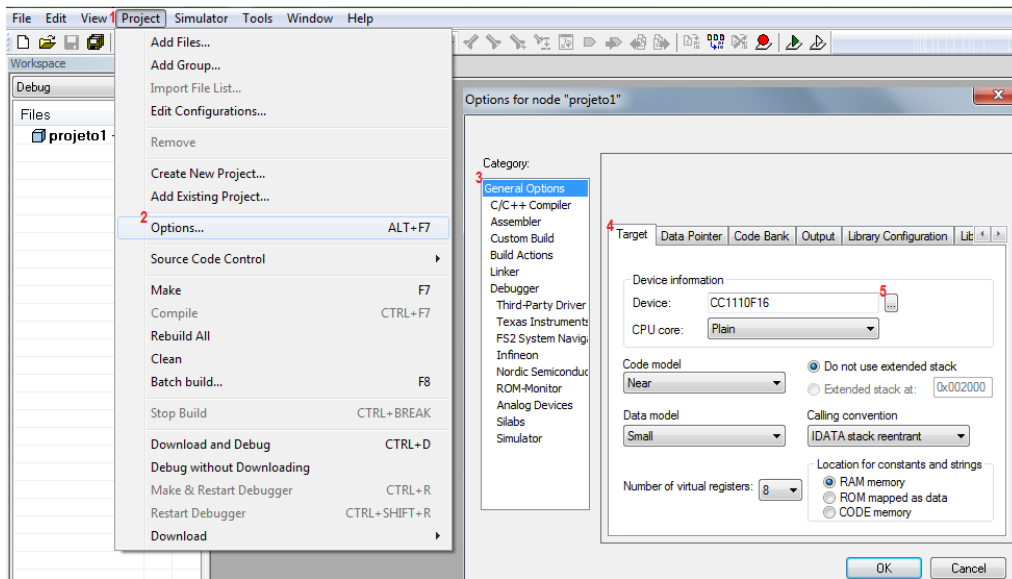 File Edit View 1 Project Simulator Tools Window Help
Workspace
Debug
Files
projeto1 -
Add Files...
Add Group...
Import File List...
Edit Configurations...
Remove
Create New Project...
Add Existing Project...
2 Options... ALT+F7
Source Code Control
Make F7
Compile CTRL+F7
Rebuild All
Clean
Batch build... F8
Stop Build CTRL+BREAK
Download and Debug CTRL+D
Debug without Downloading
Make & Restart Debugger CTRL+R
Restart Debugger CTRL+SHIFT+R
Download
Options for node "projeto1"
Category:
3 General Options
C/C++ Compiler
Assembler
Custom Build
Build Actions
Linker
Debugger
Third-Party Driver
Texas Instruments
FS2 System Naviga
Infineon
Nordic Semiconduc
ROM-Monitor
Analog Devices
Silabs
Simulator
4 Target Data Pointer Code Bank Output Library Configuration Lib
Device information
5
Device: CC1110F16 ...
CPU core: Plain
Code model
Near
Do not use extended stack
Extended stack at: 0x002000
Data model
Small
Calling convention
IDATA stack reentrant
Number of virtual registers: 8
Location for constants and strings
RAM memory
ROM mapped as data
CODE memory
OK Cancel